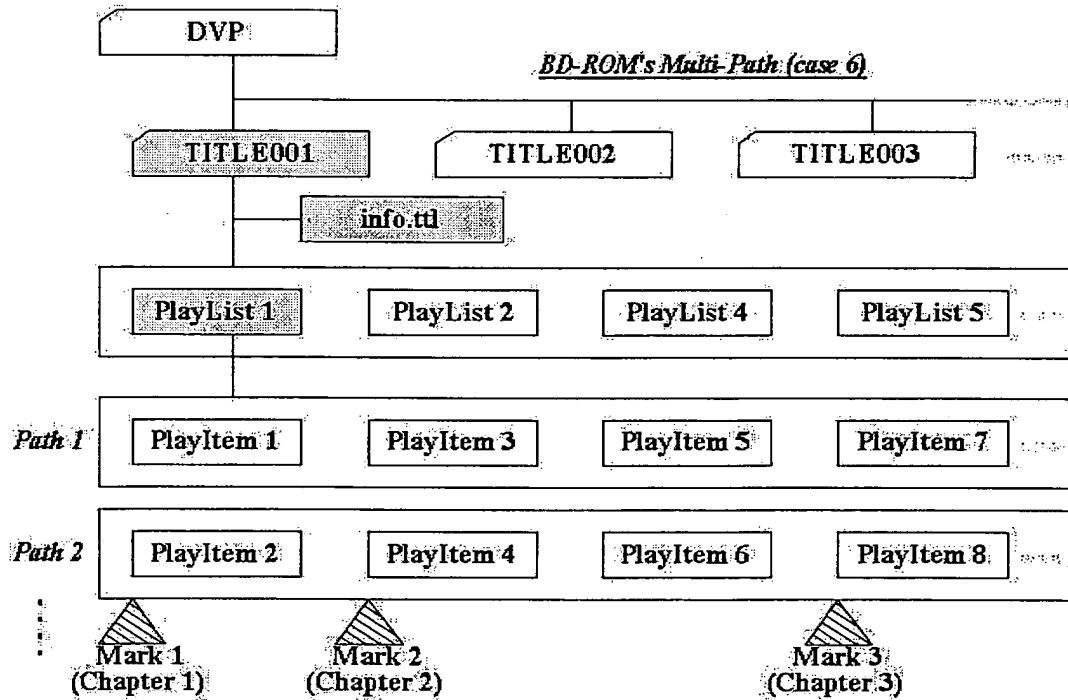 DVP
BD-ROM's Multi-Path (case 6)
TITLE001
TITLE002
TITLE003
info.ttl
PlayList 1
PlayList 2
PlayList 4
PlayList 5
Path 1
PlayItem 1
PlayItem 3
PlayItem 5
PlayItem 7
Path 2
PlayItem 2
PlayItem 4
PlayItem 6
PlayItem 8
Mark 1
(Chapter 1)
Mark 2
(Chapter 2)
Mark 3
(Chapter 3)